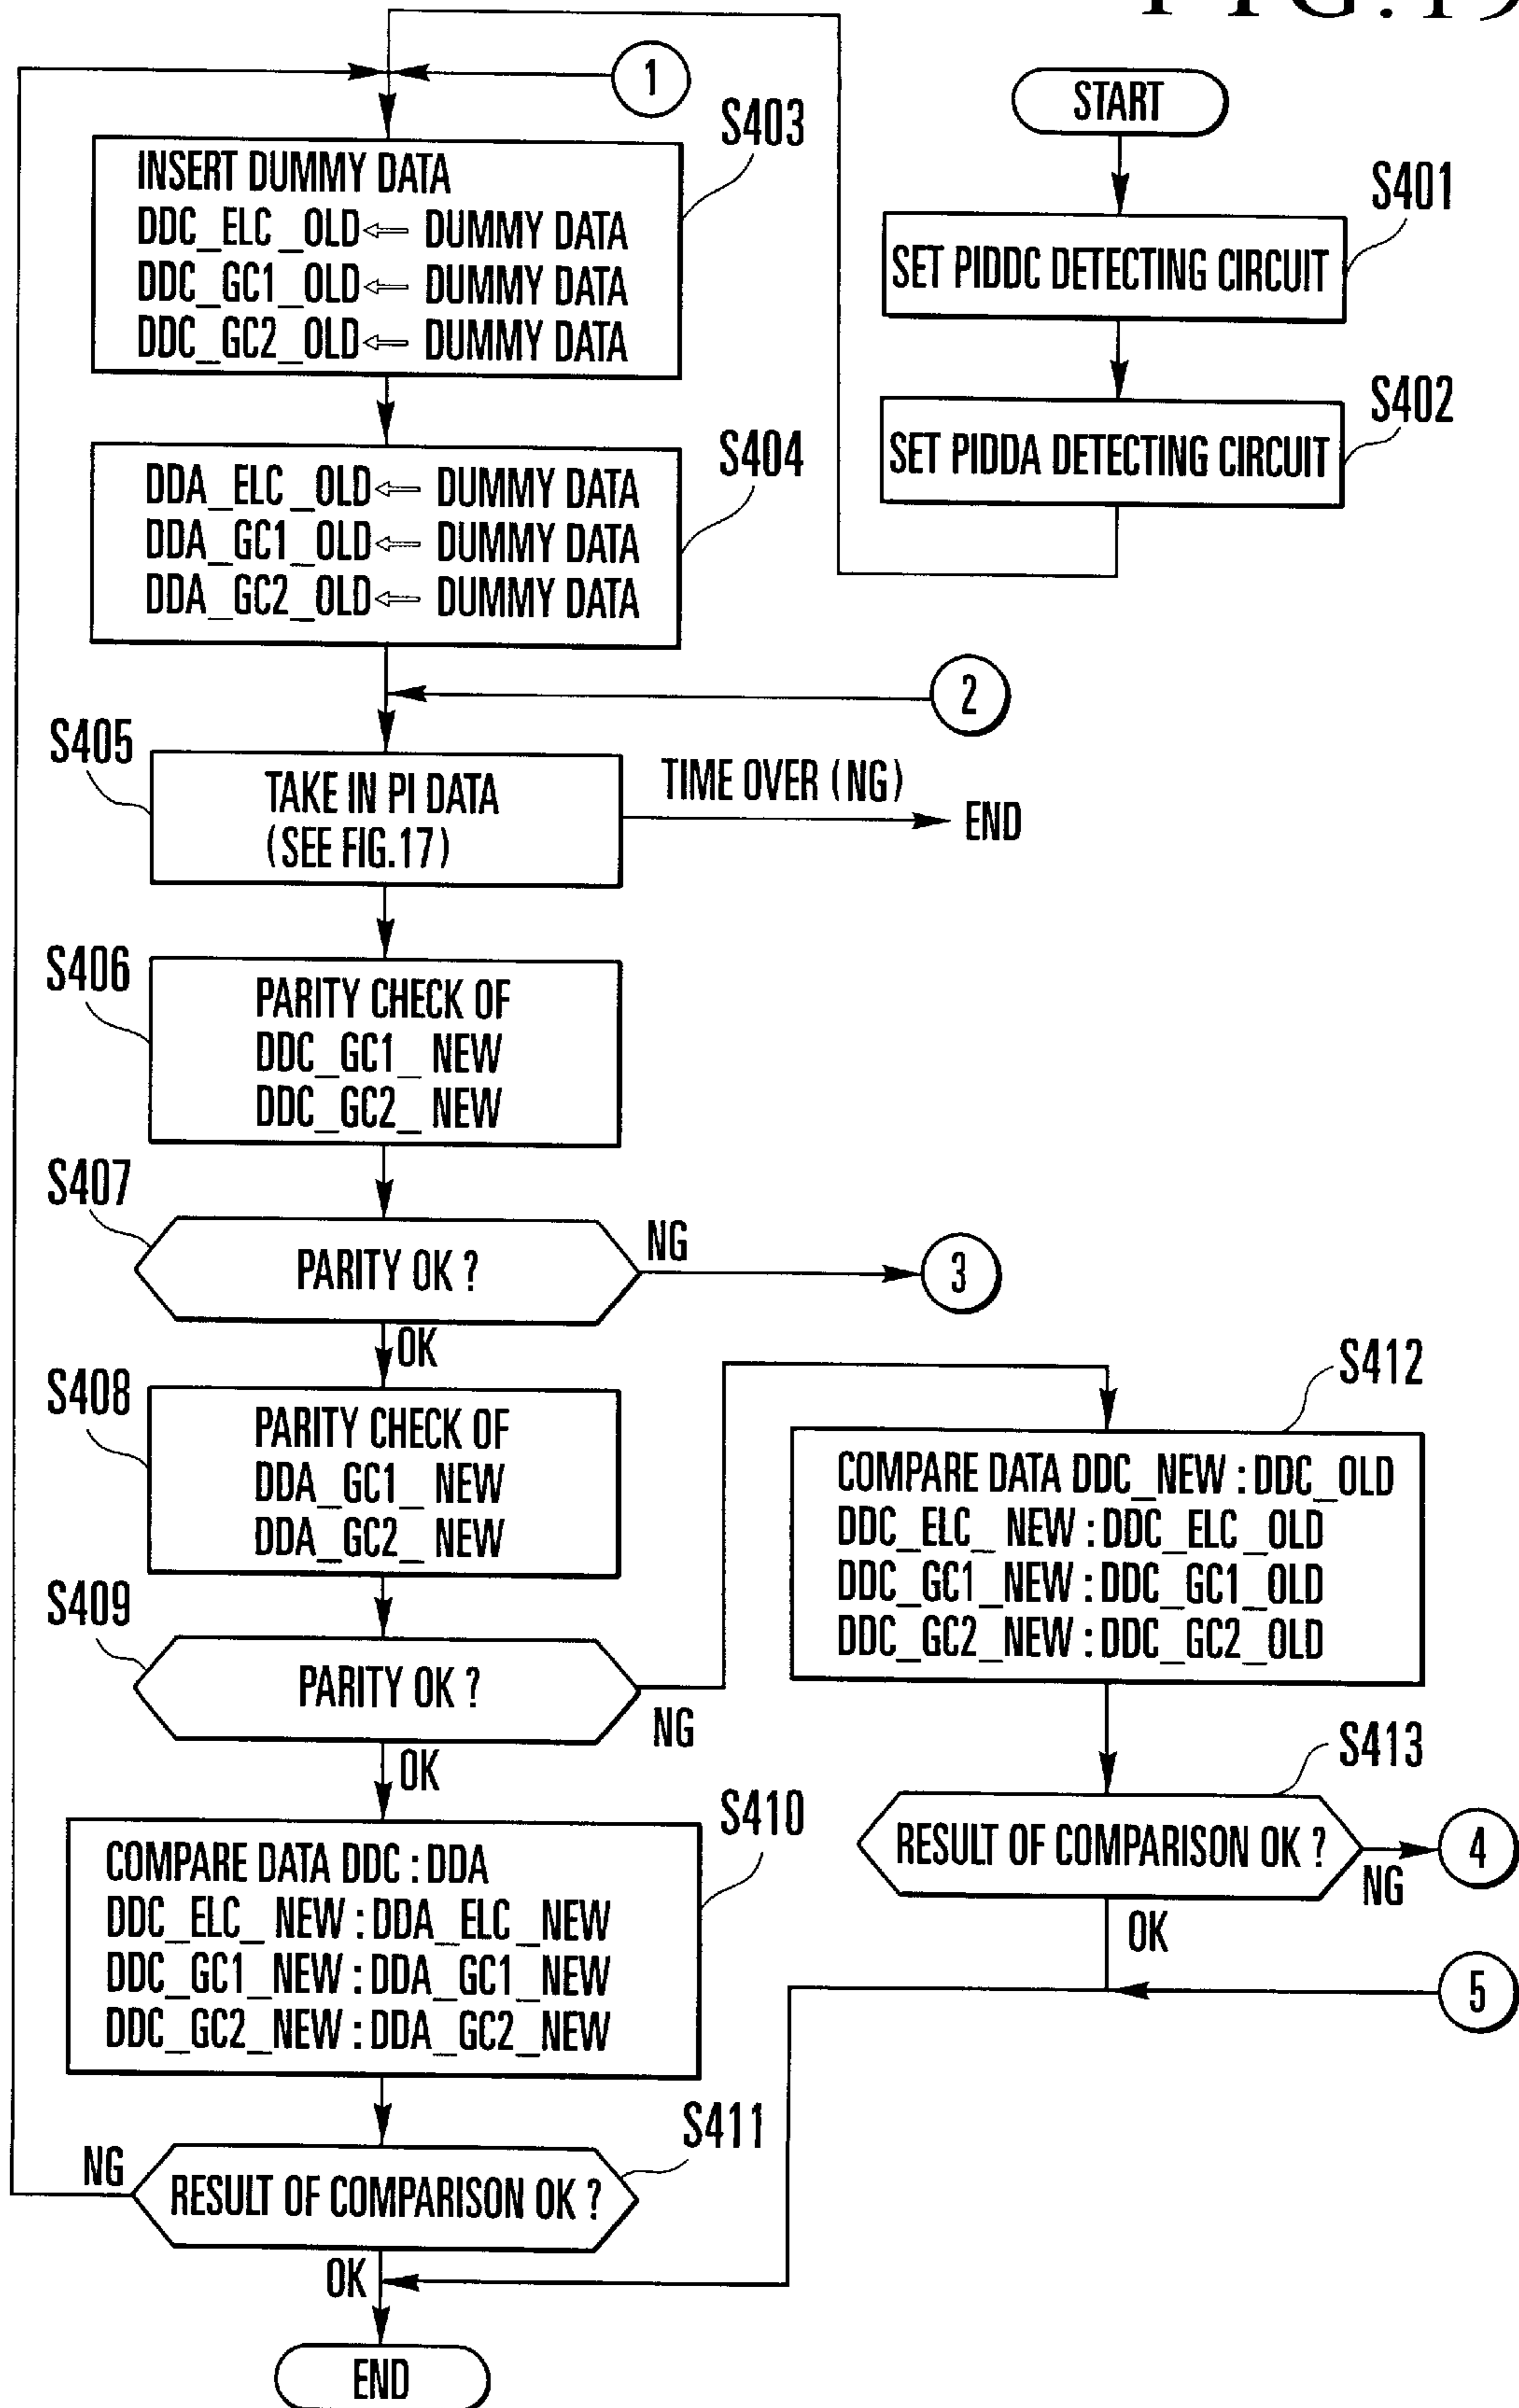 START
S401
SET PIDDC DETECTING CIRCUIT
S402
SET PIDDA DETECTING CIRCUIT
1
S403
INSERT DUMMY DATA
DDC_ELC_OLD⇐ DUMMY DATA
DDC_GC1_OLD⇐ DUMMY DATA
DDC_GC2_OLD⇐ DUMMY DATA
S404
DDA_ELC_OLD⇐ DUMMY DATA
DDA_GC1_OLD⇐ DUMMY DATA
DDA_GC2_OLD⇐ DUMMY DATA
2
S405
TAKE IN PI DATA
(SEE FIG.17)
TIME OVER (NG)
END
S406
PARITY CHECK OF
DDC_GC1_NEW
DDC_GC2_NEW
S407
PARITY OK ?
NG
3
OK
S408
PARITY CHECK OF
DDA_GC1_NEW
DDA_GC2_NEW
S409
PARITY OK ?
NG
OK
S410
COMPARE DATA DDC : DDA
DDC_ELC_NEW : DDA_ELC_NEW
DDC_GC1_NEW : DDA_GC1_NEW
DDC_GC2_NEW : DDA_GC2_NEW
S411
NG
RESULT OF COMPARISON OK ?
OK
END
S412
COMPARE DATA DDC_NEW : DDC_OLD
DDC_ELC_NEW : DDC_ELC_OLD
DDC_GC1_NEW : DDC_GC1_OLD
DDC_GC2_NEW : DDC_GC2_OLD
S413
RESULT OF COMPARISON OK ?
NG
4
OK
5